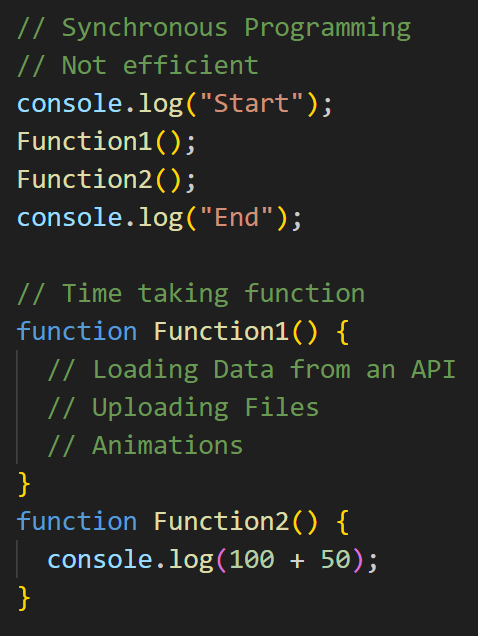 // Synchronous Programming
// Not efficient
console.log("Start");
Function1();
Function2();
console.log("End");

// Time taking function
function Function1() {
  // Loading Data from an API
  // Uploading Files
  // Animations
}
function Function2() {
  console.log(100 + 50);
}